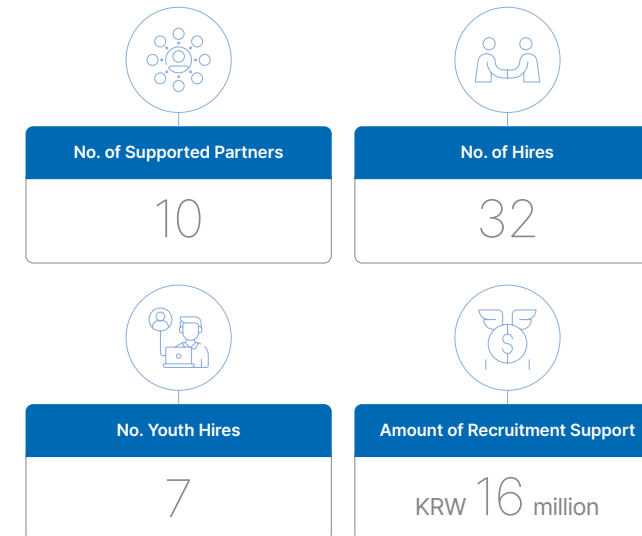 No. of Supported Partners
No. of Hires
10
32
No. Youth Hires
Amount of Recruitment Support
7
KRW 16 million